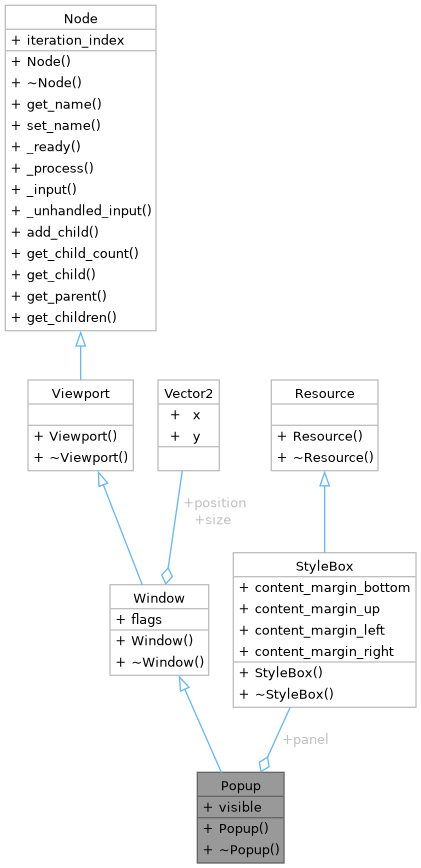 Node
+ iteration_index
+ Node()
+ ~Node()
+ get_name()
+ set_name()
+ _ready()
+ _process()
+ _input()
+ _unhandled_input()
+ add_child()
+ get_child_count()
+ get_child()
+ get_parent()
+ get_children()
Viewport
+ Viewport()
+ ~Viewport()
Vector2
+ x
+ y
Resource
+ Resource()
+ ~Resource()
+position
+size
StyleBox
+ content_margin_bottom
+ content_margin_up
+ content_margin_left
+ content_margin_right
+ StyleBox()
+ ~StyleBox()
Window
+ flags
+ Window()
+ ~Window()
+panel
Popup
+ visible
+ Popup()
+ ~Popup()